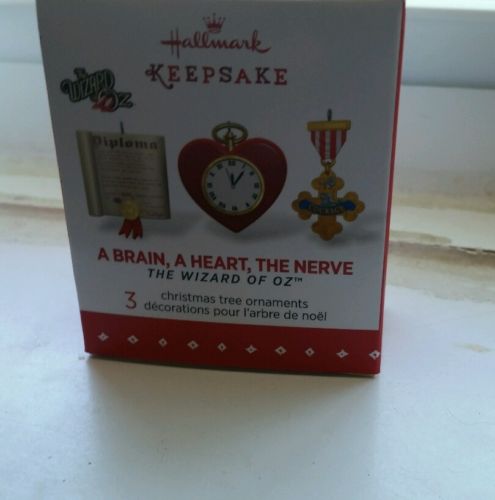 Hallmark
KEEPSAKE
THE
WIZARD
OF OZ
Diploma
COURAGE
A BRAIN, A HEART, THE NERVE
THE WIZARD OF OZ™
3 christmas tree ornaments
décorations pour l'arbre de noël